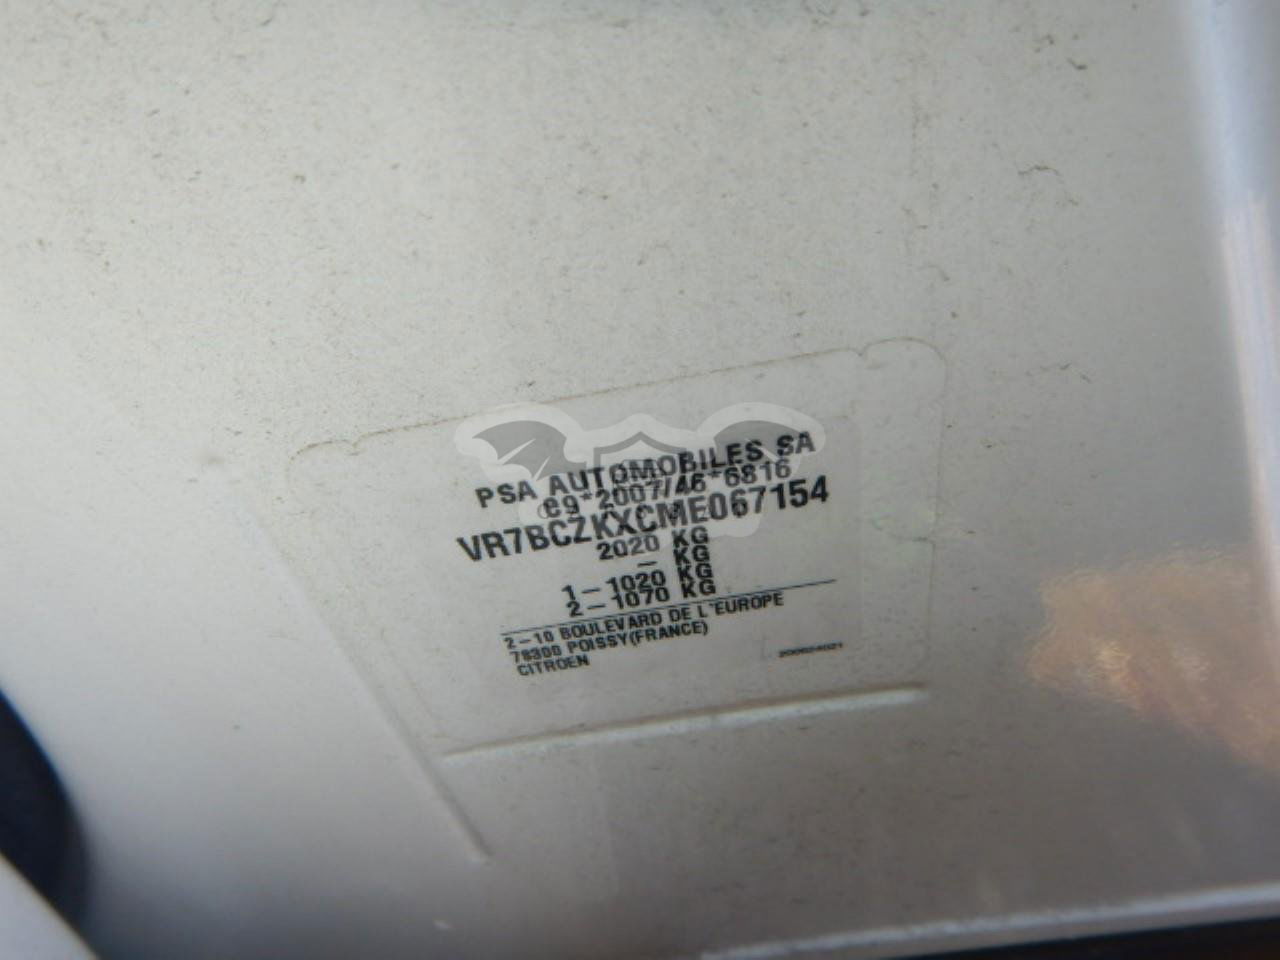 PSA AUTOMOBILES SA
e9*2007/46*6816
VR7BCZKXCME067154
2020 KG
- KG
1-1020 KG
2-1070 KG
2-10 BOULEVARD DE L'EUROPE
78300 POISSY(FRANCE)
CITROEN